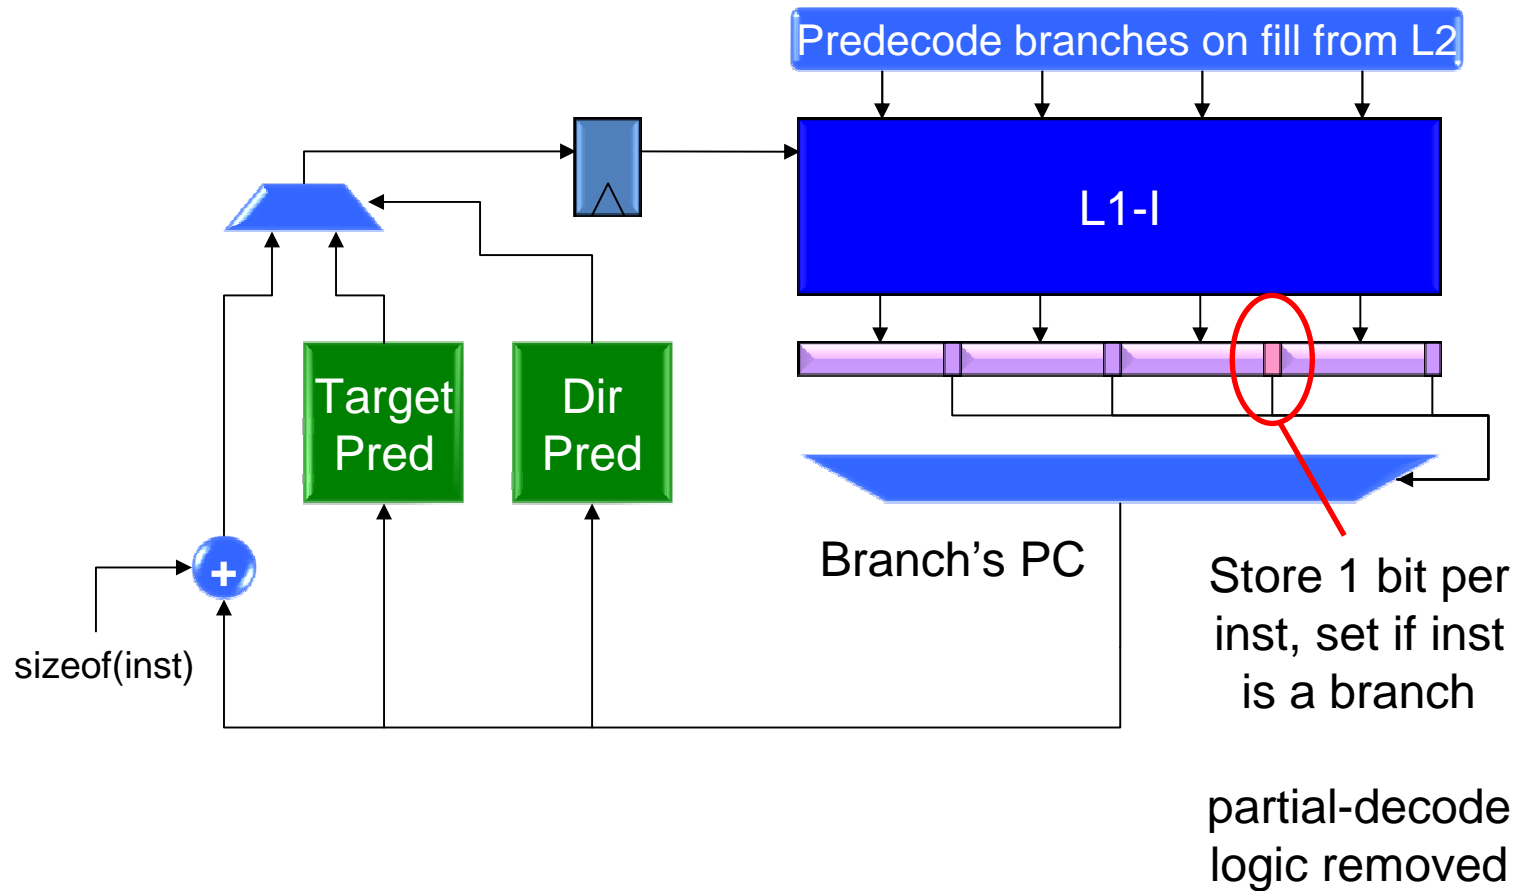 Predecode branches on fill from L2
L1-I
Target
Pred
Dir
Pred
+
sizeof(inst)
Branch’s PC
Store 1 bit per
inst, set if inst
is a branch
partial-decode
logic removed